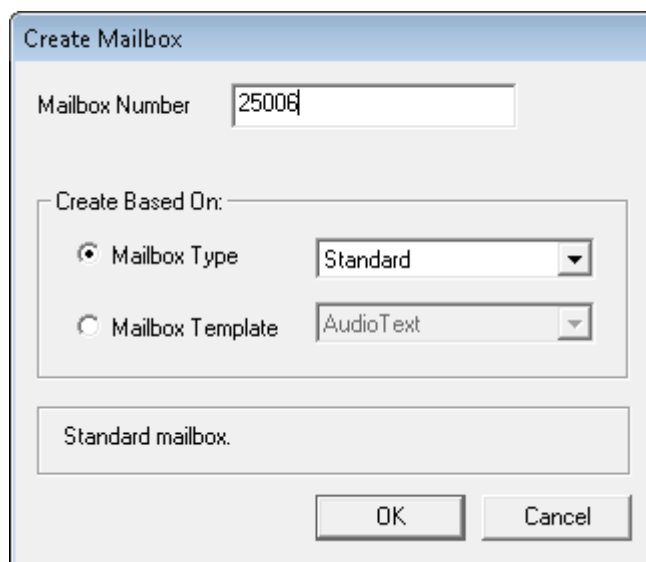 Create Mailbox
Mailbox Number 25006
Create Based On:
Mailbox Type Standard
Mailbox Template AudioText
Standard mailbox.
OK Cancel